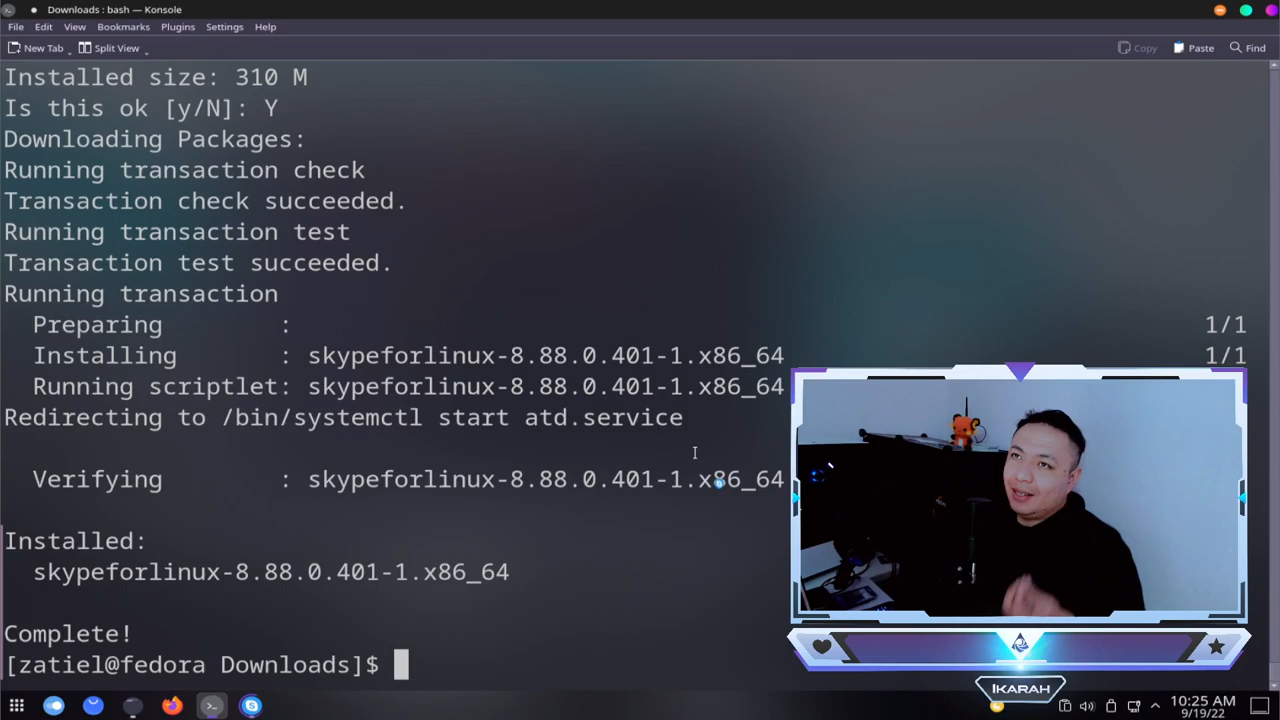 Downloads : bash — Konsole
File Edit View Bookmarks Plugins Settings Help
New Tab Split View Copy Paste Find
Installed size: 310 M
Is this ok [y/N]: Y
Downloading Packages:
Running transaction check
Transaction check succeeded.
Running transaction test
Transaction test succeeded.
Running transaction
Preparing : 1/1
Installing : skypeforlinux-8.88.0.401-1.x86_64 1/1
Running scriptlet: skypeforlinux-8.88.0.401-1.x86_64
Redirecting to /bin/systemctl start atd.service
Verifying : skypeforlinux-8.88.0.401-1.x86_64
Installed:
skypeforlinux-8.88.0.401-1.x86_64
Complete!
[zatiel@fedora Downloads]$
IKARAH
10:25 AM
9/19/22